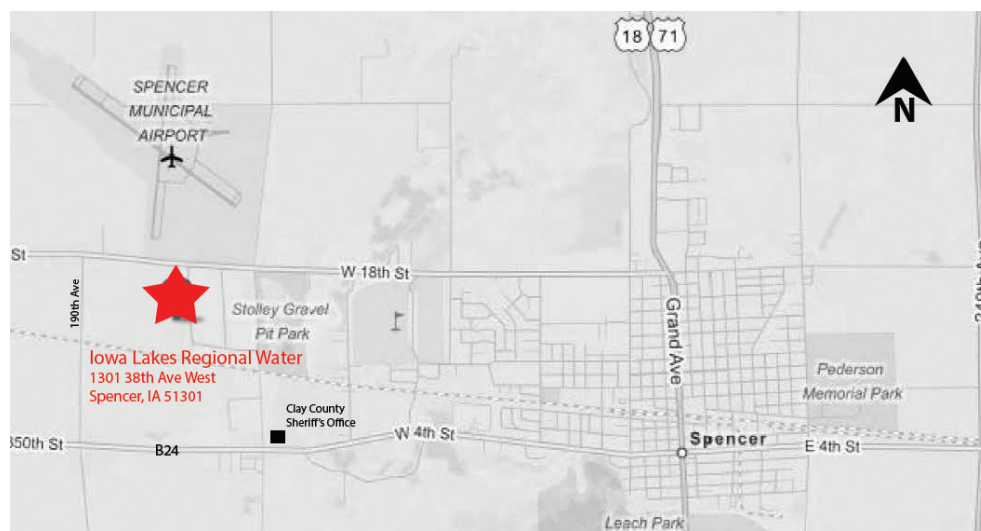 18 71
N
SPENCER
MUNICIPAL
AIRPORT
St
W 18th St
190th Ave
Stolley Gravel
Pit Park
Grand Ave
240th Ave
Iowa Lakes Regional Water
1301 38th Ave West
Spencer, IA 51301
Pederson
Memorial Park
Clay County
Sheriff's Office
350th St
B24
W 4th St
Spencer
E 4th St
Leach Park